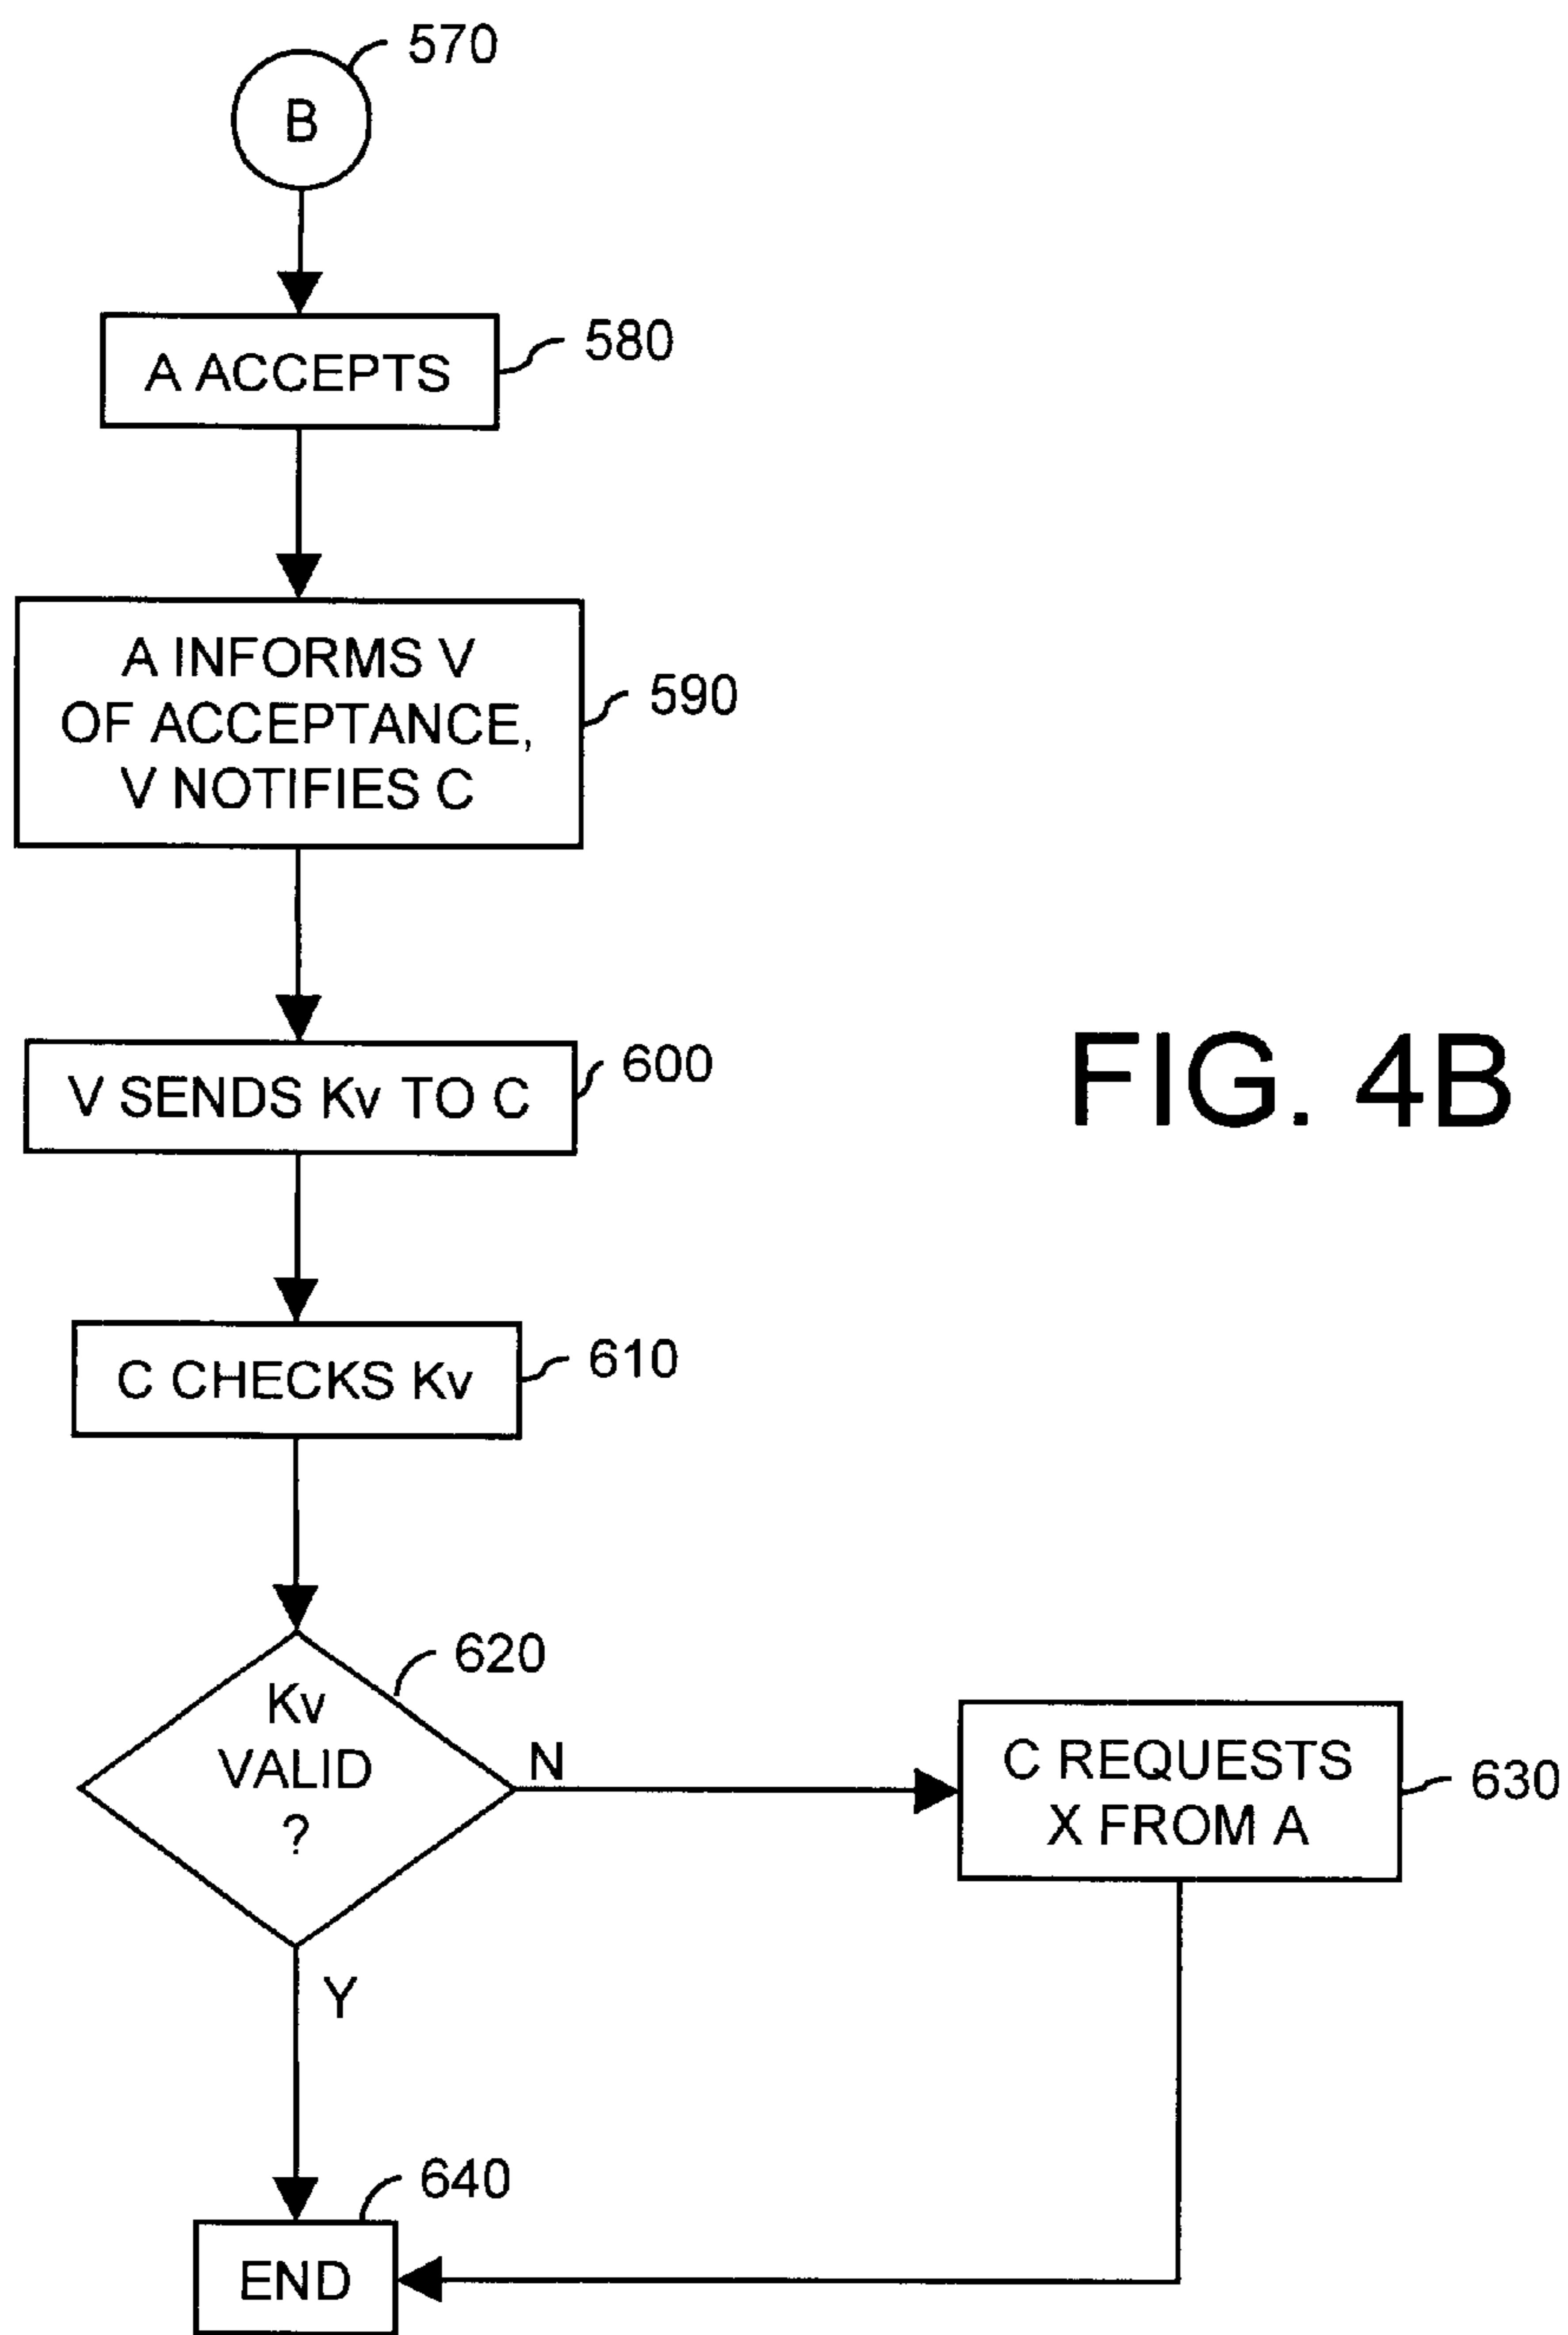 570
B
580
A ACCEPTS
A INFORMS V
OF ACCEPTANCE,
V NOTIFIES C
590
600
V SENDS Kv TO C
FIG. 4B
610
C CHECKS Kv
620
Kv
VALID
?
N
C REQUESTS
X FROM A
630
Y
640
END